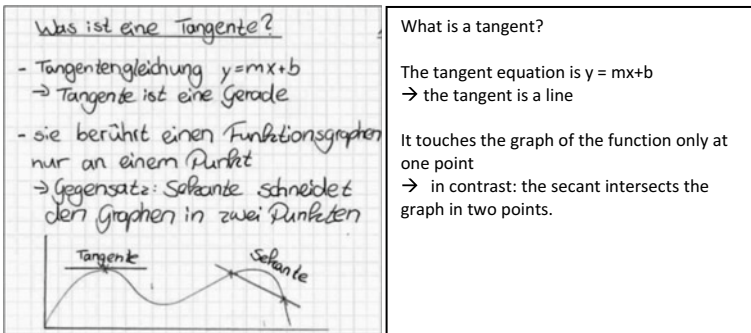 Was ist eine Tangente?
- Tangentengleichung y=mx+b
→ Tangente ist eine Gerade
- sie berührt einen Funktionsgraphen
nur an einem Punkt
→ Gegensatz: Sekante schneidet
den Graphen in zwei Punkten
Tangente
Sekante
What is a tangent?
The tangent equation is y = mx+b
→ the tangent is a line
It touches the graph of the function only at
one point
→ in contrast: the secant intersects the
graph in two points.